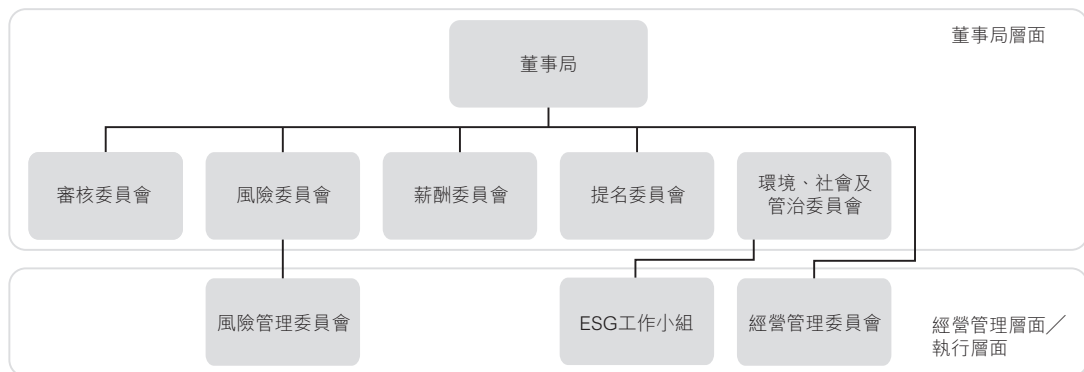 董事局層面
董事局
審核委員會
風險委員會
薪酬委員會
提名委員會
環境、社會及
管治委員會
風險管理委員會
ESG工作小組
經營管理委員會
經營管理層面／
執行層面